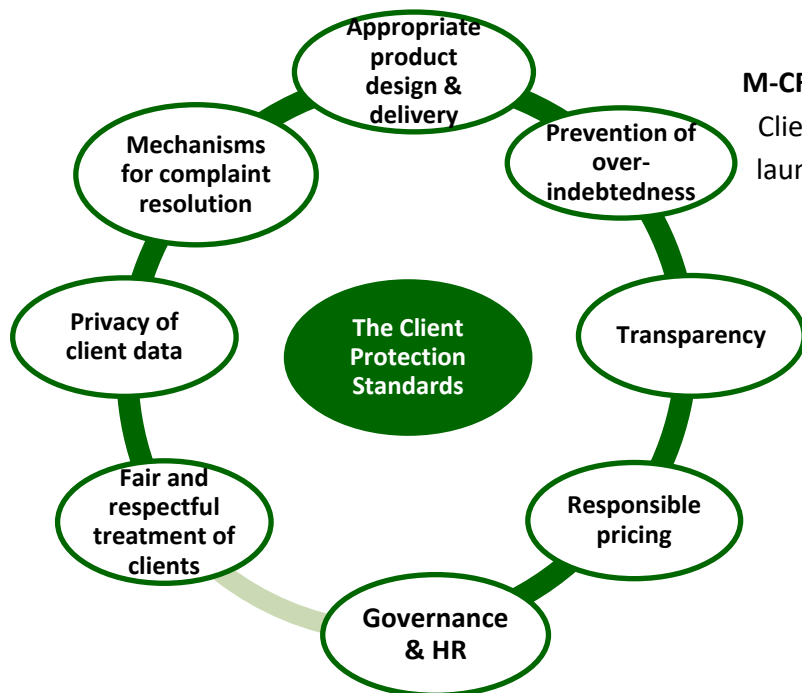 Appropriate
product
design &
delivery
Prevention of
over-
indebtedness
Transparency
Responsible
pricing
Governance
& HR
Fair and
respectful
treatment of
clients
Privacy of
client data
Mechanisms
for complaint
resolution
The Client
Protection
Standards